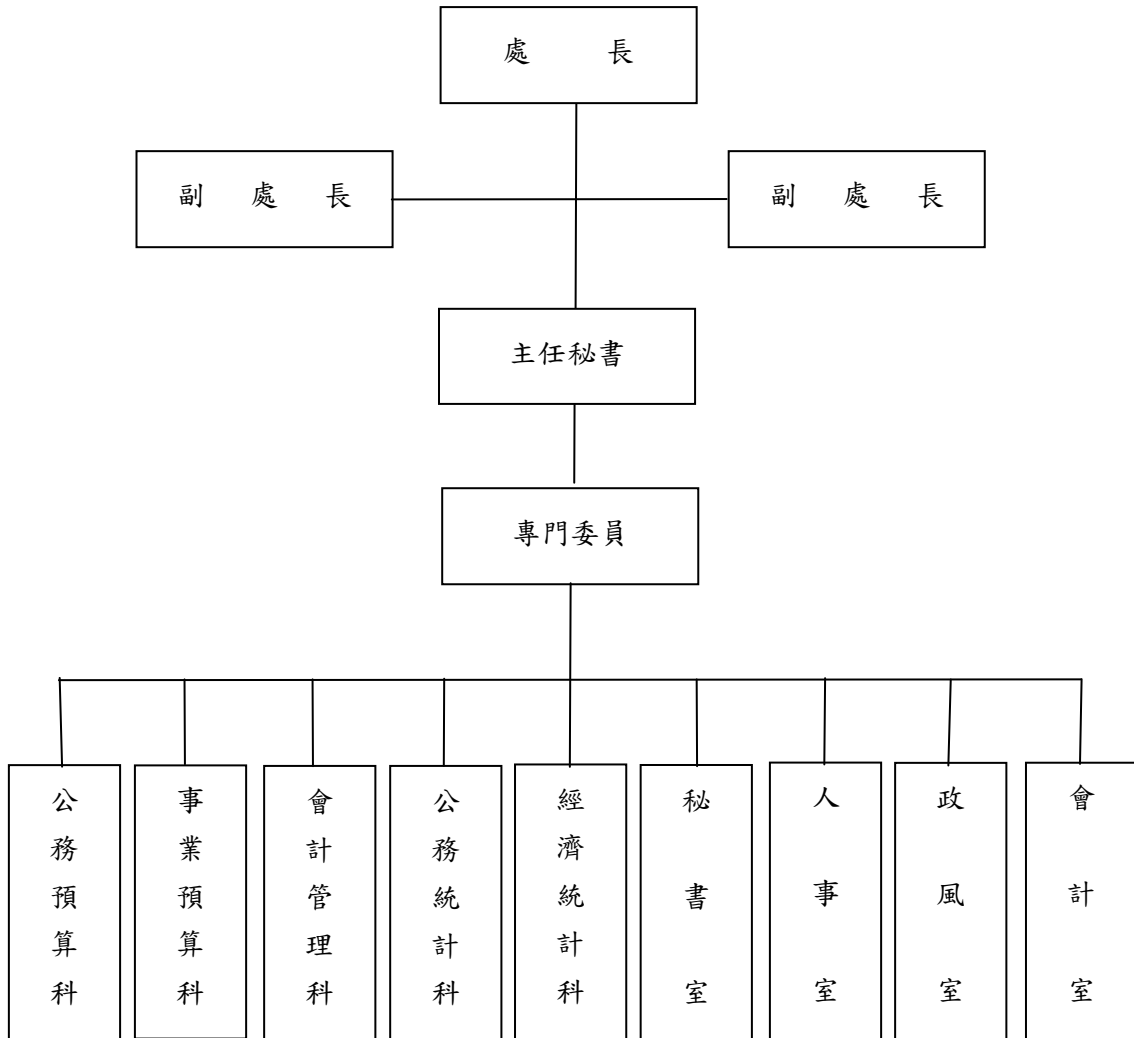 處 長
副 處 長
副 處 長
主任秘書
專門委員
公務預算科
事業預算科
會計管理科
公務統計科
經濟統計科
秘書室
人事室
政風室
會計室